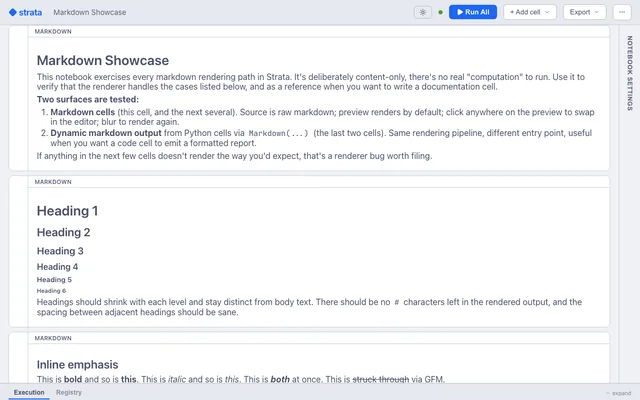 strata Markdown Showcase Run All + Add cell Export ...
MARKDOWN
Markdown Showcase
This notebook exercises every markdown rendering path in Strata. It's deliberately content-only, there's no real "computation" to run. Use it to
verify that the renderer handles the cases listed below, and as a reference when you want to write a documentation cell.
Two surfaces are tested:
1. Markdown cells (this cell, and the next several). Source is raw markdown; preview renders by default; click anywhere on the preview to swap
in the editor; blur to render again.
2. Dynamic markdown output from Python cells via Markdown(...) (the last two cells). Same rendering pipeline, different entry point, useful
when you want a code cell to emit a formatted report.
If anything in the next few cells doesn't render the way you'd expect, that's a renderer bug worth filing.
NOTEBOOK SETTINGS
MARKDOWN
Heading 1
Heading 2
Heading 3
Heading 4
Heading 5
Heading 6
Headings should shrink with each level and stay distinct from body text. There should be no # characters left in the rendered output, and the
spacing between adjacent headings should be sane.
MARKDOWN
Inline emphasis
This is bold and so is this. This is italic and so is this. This is both at once. This is struck through via GFM.
Execution Registry expand